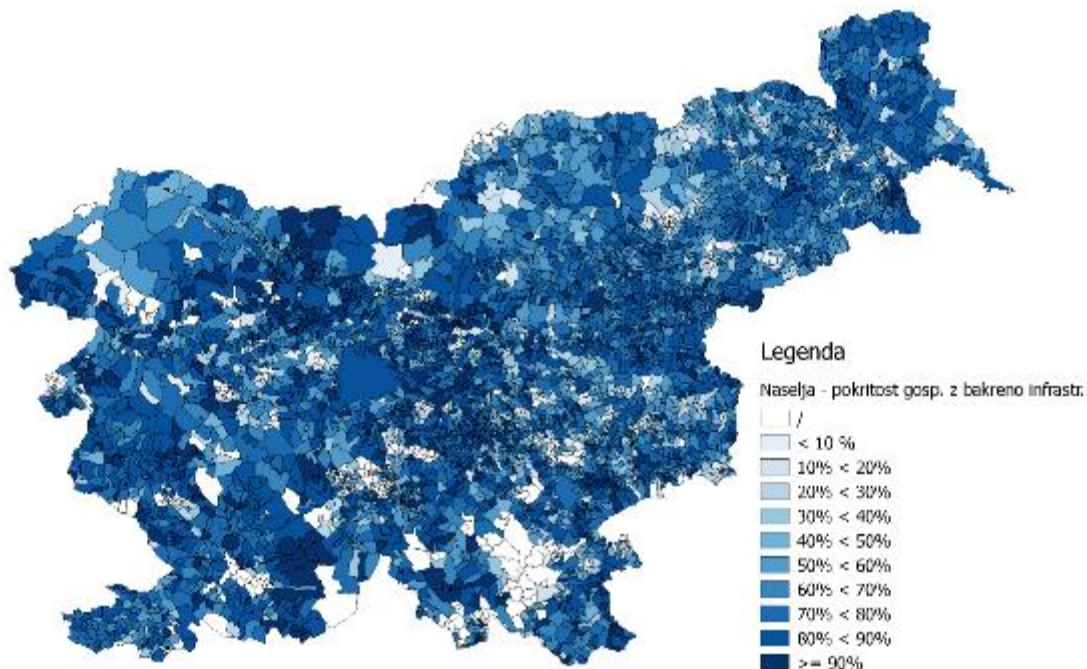 Legenda
Naselja - pokritost gosp. z bakreno infrastr.
/
< 10 %
10% < 20%
20% < 30%
30% < 40%
40% < 50%
50% < 60%
60% < 70%
70% < 80%
80% < 90%
>= 90%